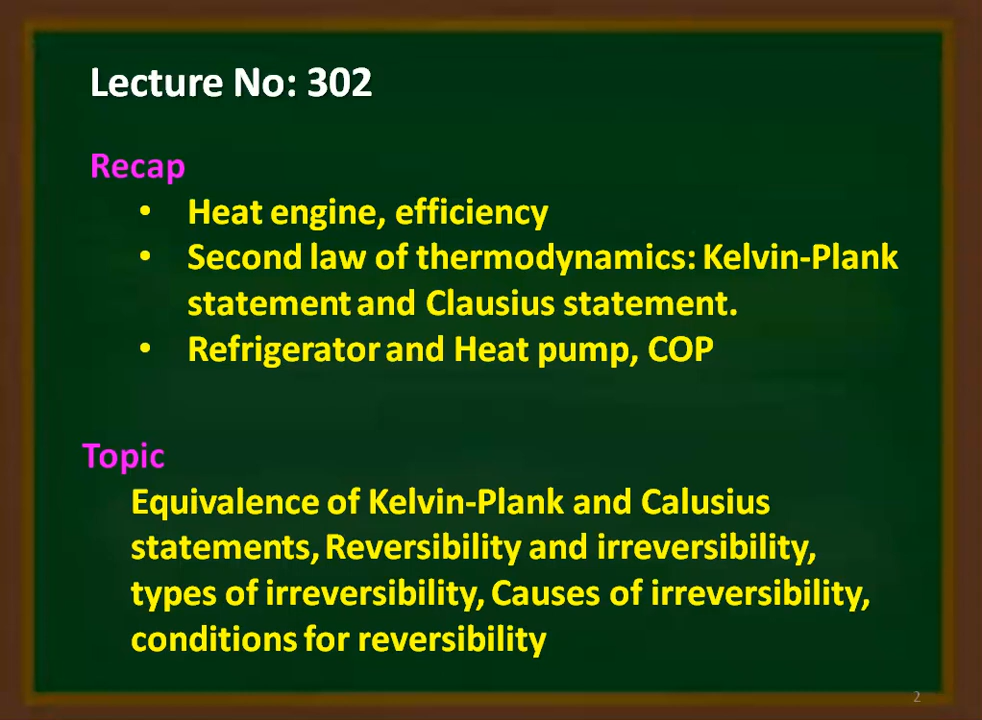 Lecture No: 302
Recap
• Heat engine, efficiency
• Second law of thermodynamics: Kelvin-Plank
statement and Clausius statement.
• Refrigerator and Heat pump, COP
Topic
Equivalence of Kelvin-Plank and Calusius
statements, Reversibility and irreversibility,
types of irreversibility, Causes of irreversibility,
conditions for reversibility
2